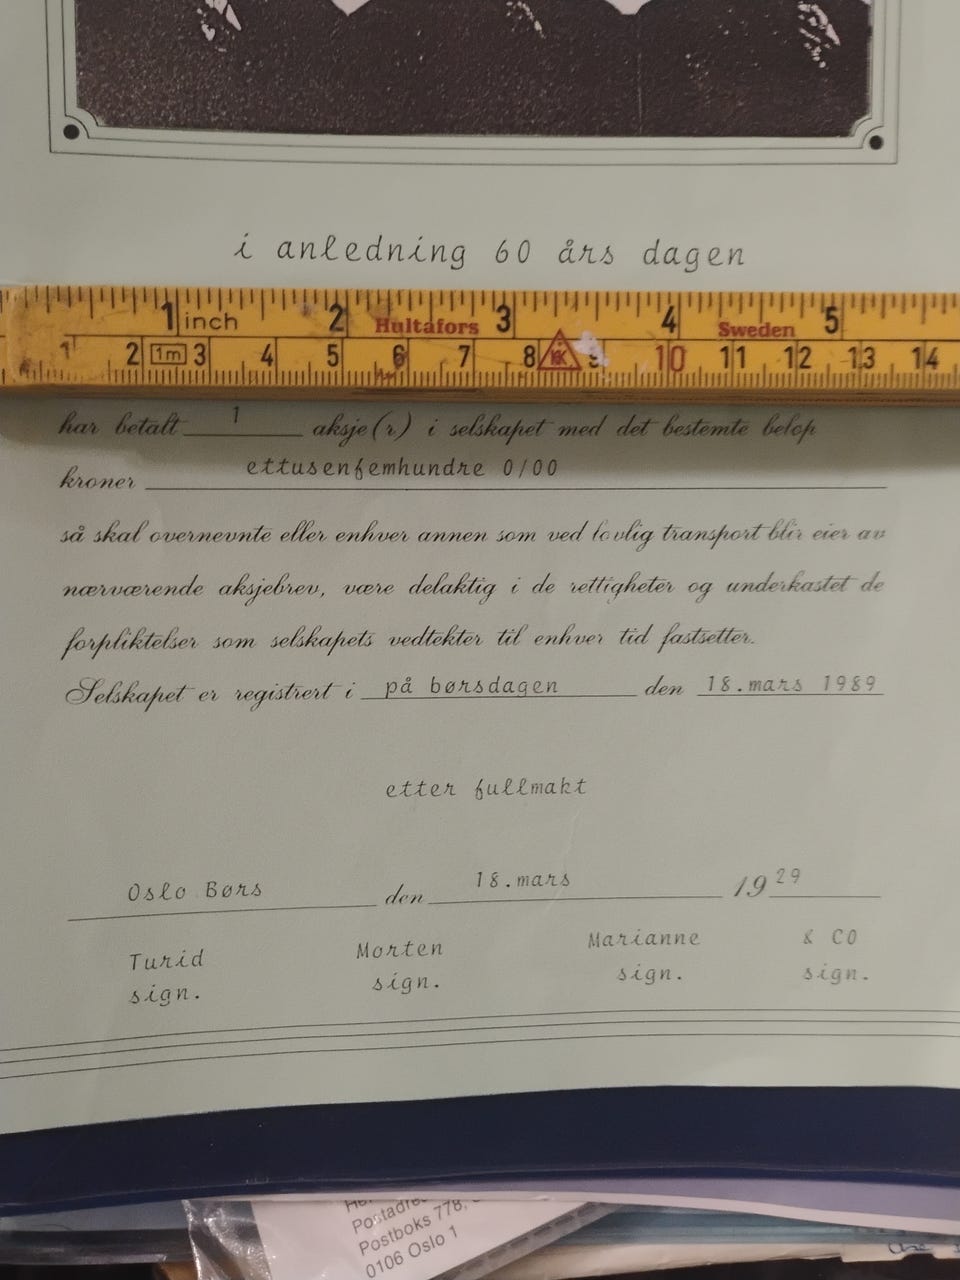 i anledning 60 års dagen
1 inch 2 Hultafors 3 4 Sweden 5
1 2 1m 3 4 5 6 7 8 KK 9 10 11 12 13 14
har betalt 1 aksje(r) i selskapet med det bestemte beløp
kroner ettusenfemhundre 0/00
så skal overnevnte eller enhver annen som ved lovlig transport blir eier av
nærværende aksjebrev, være delaktig i de rettigheter og underkastet de
forpliktelser som selskapets vedtekter til enhver tid fastsetter.
Selskapet er registrert i på børsdagen den 18.mars 1989
etter fullmakt
Oslo Børs den 18.mars 1929
Turid Morten Marianne & CO
sign. sign. sign. sign.
Postadre
Postboks 778,
0106 Oslo 1